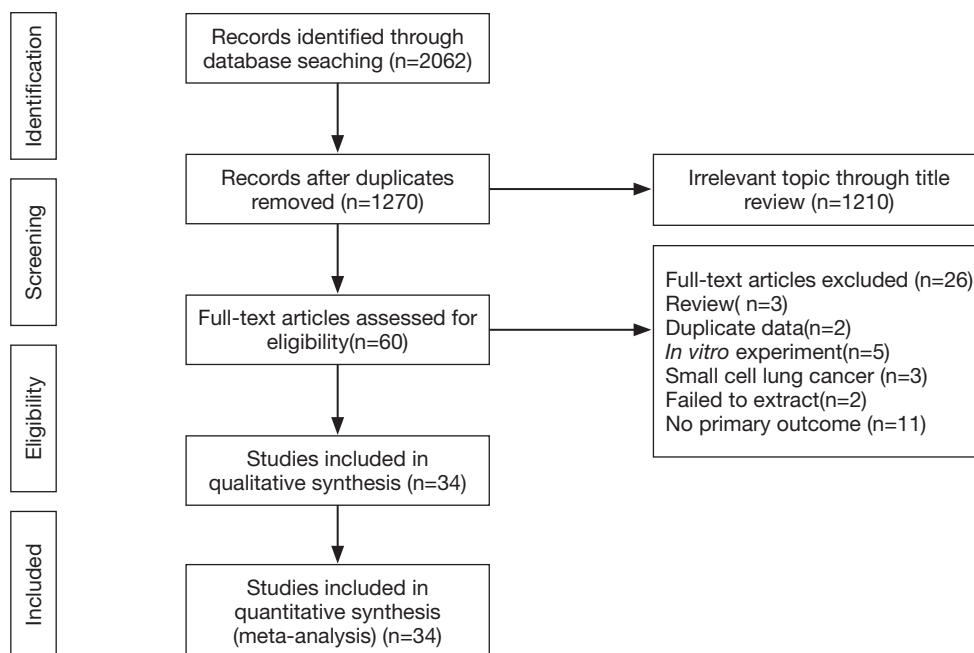 Identification
Records identified through
database seaching (n=2062)
Screening
Records after duplicates
removed (n=1270)
Irrelevant topic through title
review (n=1210)
Full-text articles assessed for
eligibility(n=60)
Full-text articles excluded (n=26)
Review( n=3)
Duplicate data(n=2)
In vitro experiment(n=5)
Small cell lung cancer (n=3)
Failed to extract(n=2)
No primary outcome (n=11)
Eligibility
Studies included in
qualitative synthesis (n=34)
Included
Studies included in
quantitative synthesis
(meta-analysis) (n=34)